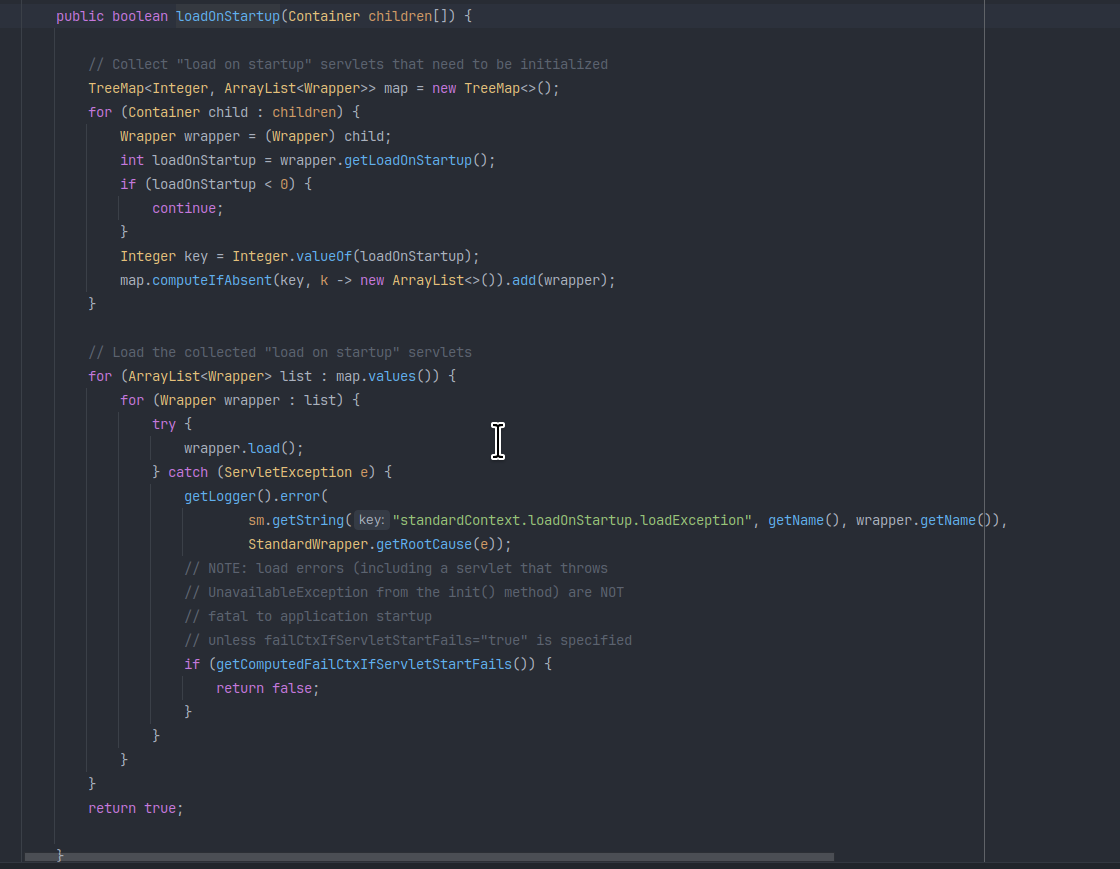 public boolean loadOnStartup(Container children[]) {
// Collect "load on startup" servlets that need to be initialized
TreeMap<Integer, ArrayList<Wrapper>> map = new TreeMap<>();
for (Container child : children) {
Wrapper wrapper = (Wrapper) child;
int loadOnStartup = wrapper.getLoadOnStartup();
if (loadOnStartup < 0) {
continue;
}
Integer key = Integer.valueOf(loadOnStartup);
map.computeIfAbsent(key, k -> new ArrayList<>()).add(wrapper);
}
// Load the collected "load on startup" servlets
for (ArrayList<Wrapper> list : map.values()) {
for (Wrapper wrapper : list) {
try {
wrapper.load();
} catch (ServletException e) {
getLogger().error(
sm.getString( key: "standardContext.loadOnStartup.loadException", getName(), wrapper.getName()),
StandardWrapper.getRootCause(e));
// NOTE: load errors (including a servlet that throws
// UnavailableException from the init() method) are NOT
// fatal to application startup
// unless failCtxIfServletStartFails="true" is specified
if (getComputedFailCtxIfServletStartFails()) {
return false;
}
}
}
}
return true;
}